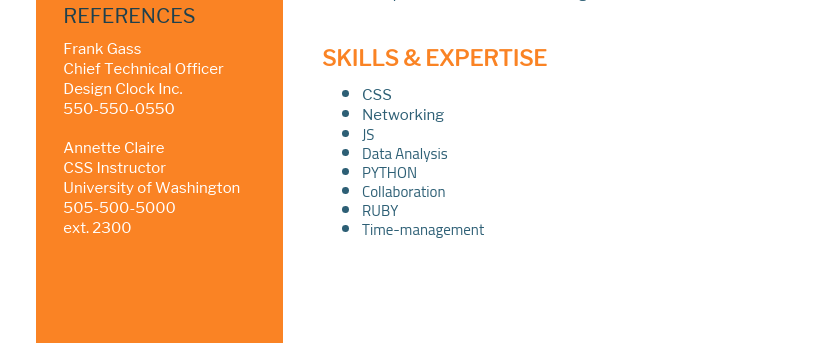 REFERENCES
Frank Gass
Chief Technical Officer
Design Clock Inc.
550-550-0550
Annette Claire
CSS Instructor
University of Washington
505-500-5000
ext. 2300
SKILLS & EXPERTISE
CSS
Networking
JS
Data Analysis
PYTHON
Collaboration
RUBY
Time-management